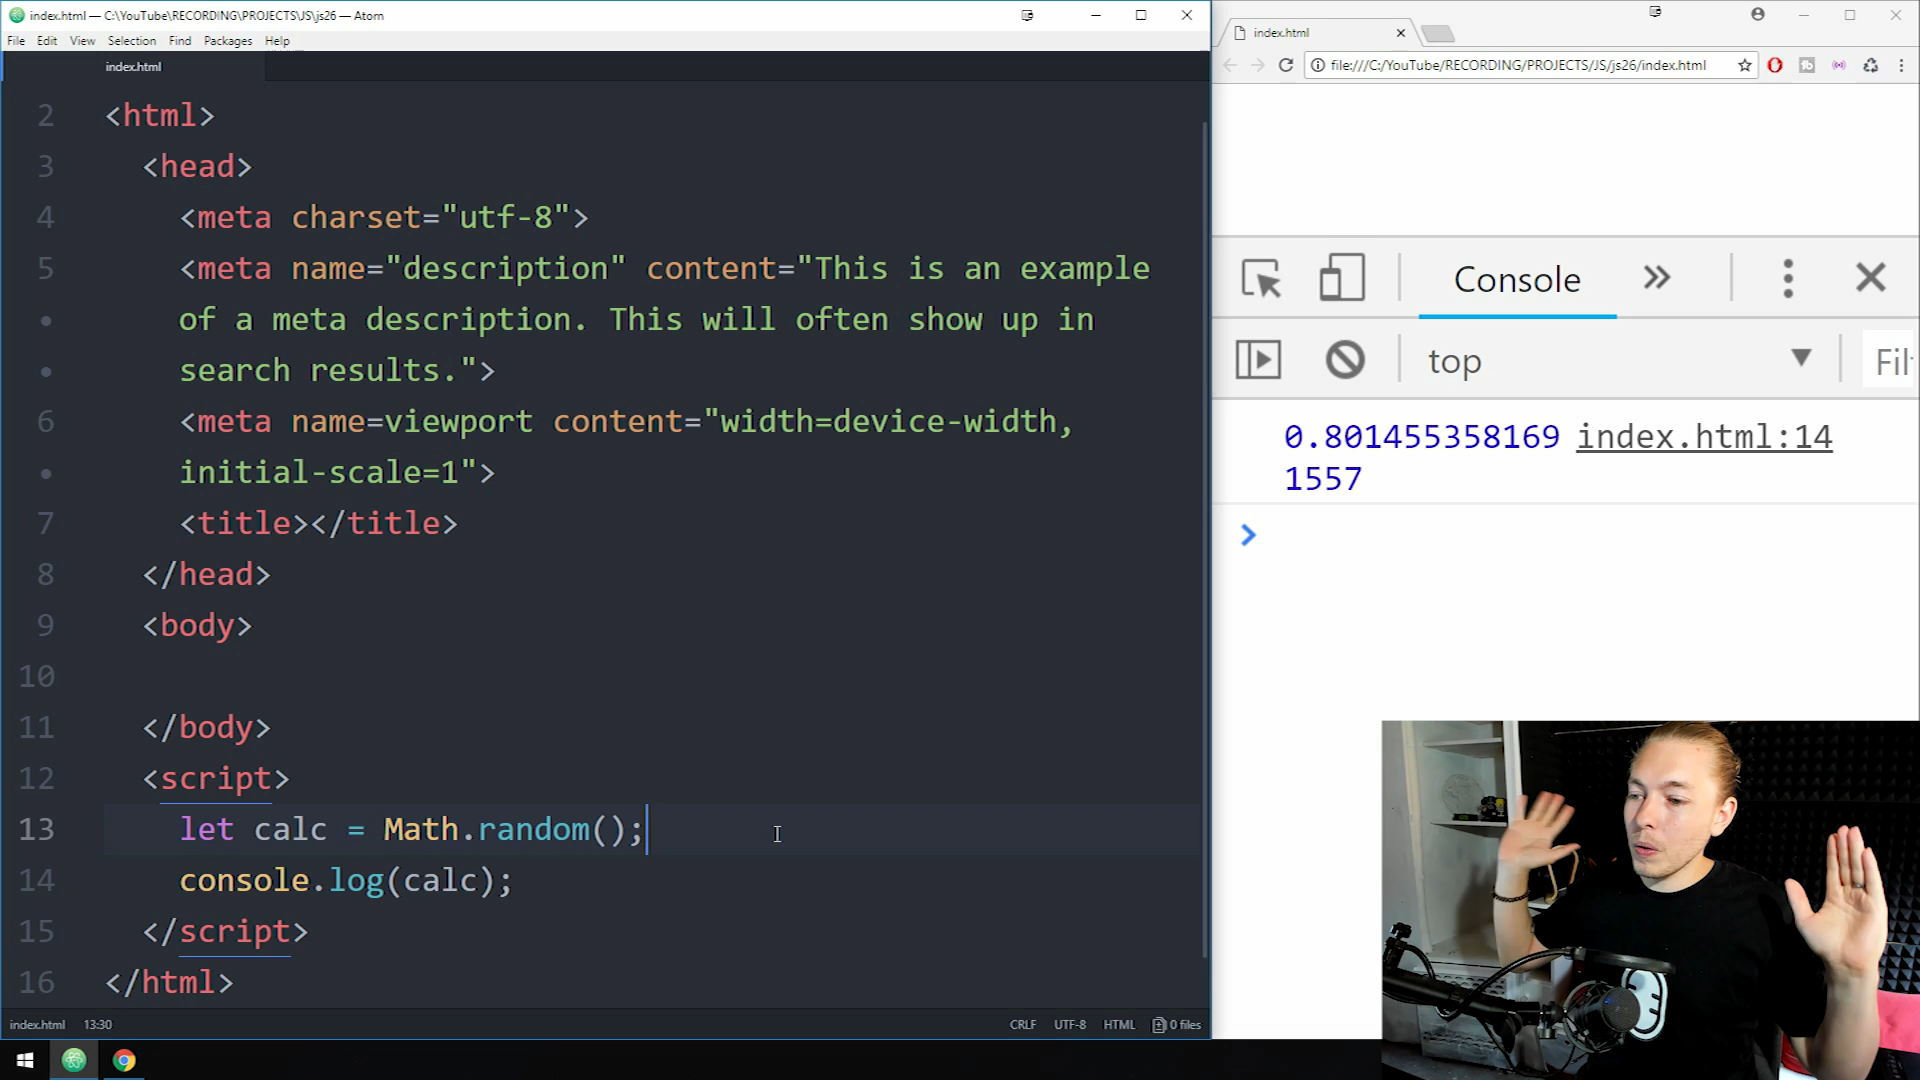 index.html — C:\YouTube\RECORDING\PROJECTS\JS\js26 — Atom
File Edit View Selection Find Packages Help
index.html
2 <html>
3 <head>
4 <meta charset="utf-8">
5 <meta name="description" content="This is an example
• of a meta description. This will often show up in
• search results.">
6 <meta name=viewport content="width=device-width,
• initial-scale=1">
7 <title></title>
8 </head>
9 <body>
10
11 </body>
12 <script>
13 let calc = Math.random();
14 console.log(calc);
15 </script>
16 </html>
index.html 13:30 CRLF UTF-8 HTML 0 files
index.html
file:///C:/YouTube/RECORDING/PROJECTS/JS/js26/index.html
Console
top Fil
0.801455358169 index.html:14
1557